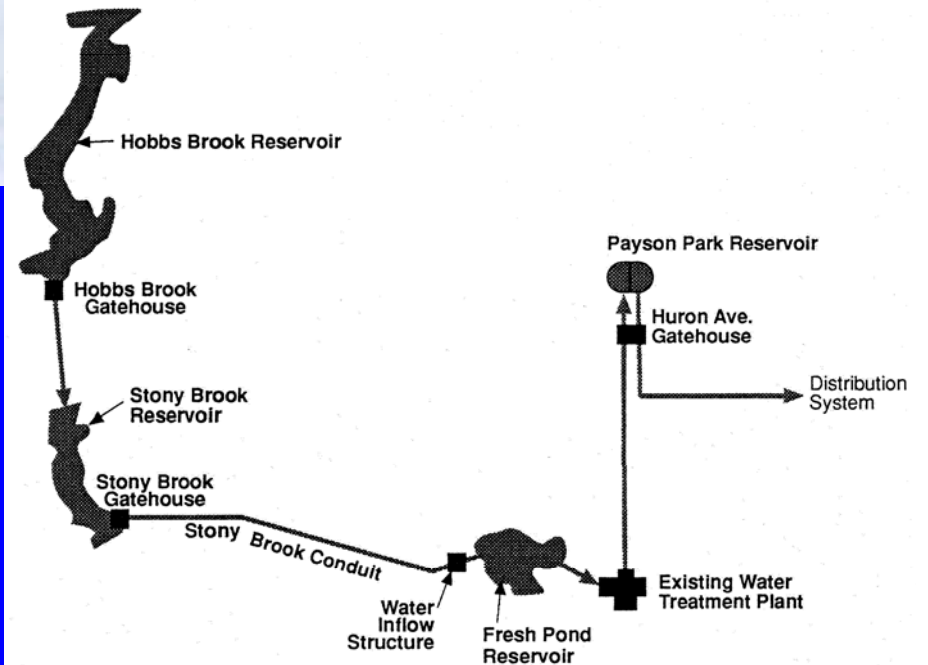 Hobbs Brook Reservoir
Payson Park Reservoir
Hobbs Brook
Gatehouse
Huron Ave.
Gatehouse
Distribution
System
Stony Brook
Reservoir
Stony Brook
Gatehouse
Stony Brook Conduit
Water
Inflow
Structure
Fresh Pond
Reservoir
Existing Water
Treatment Plant